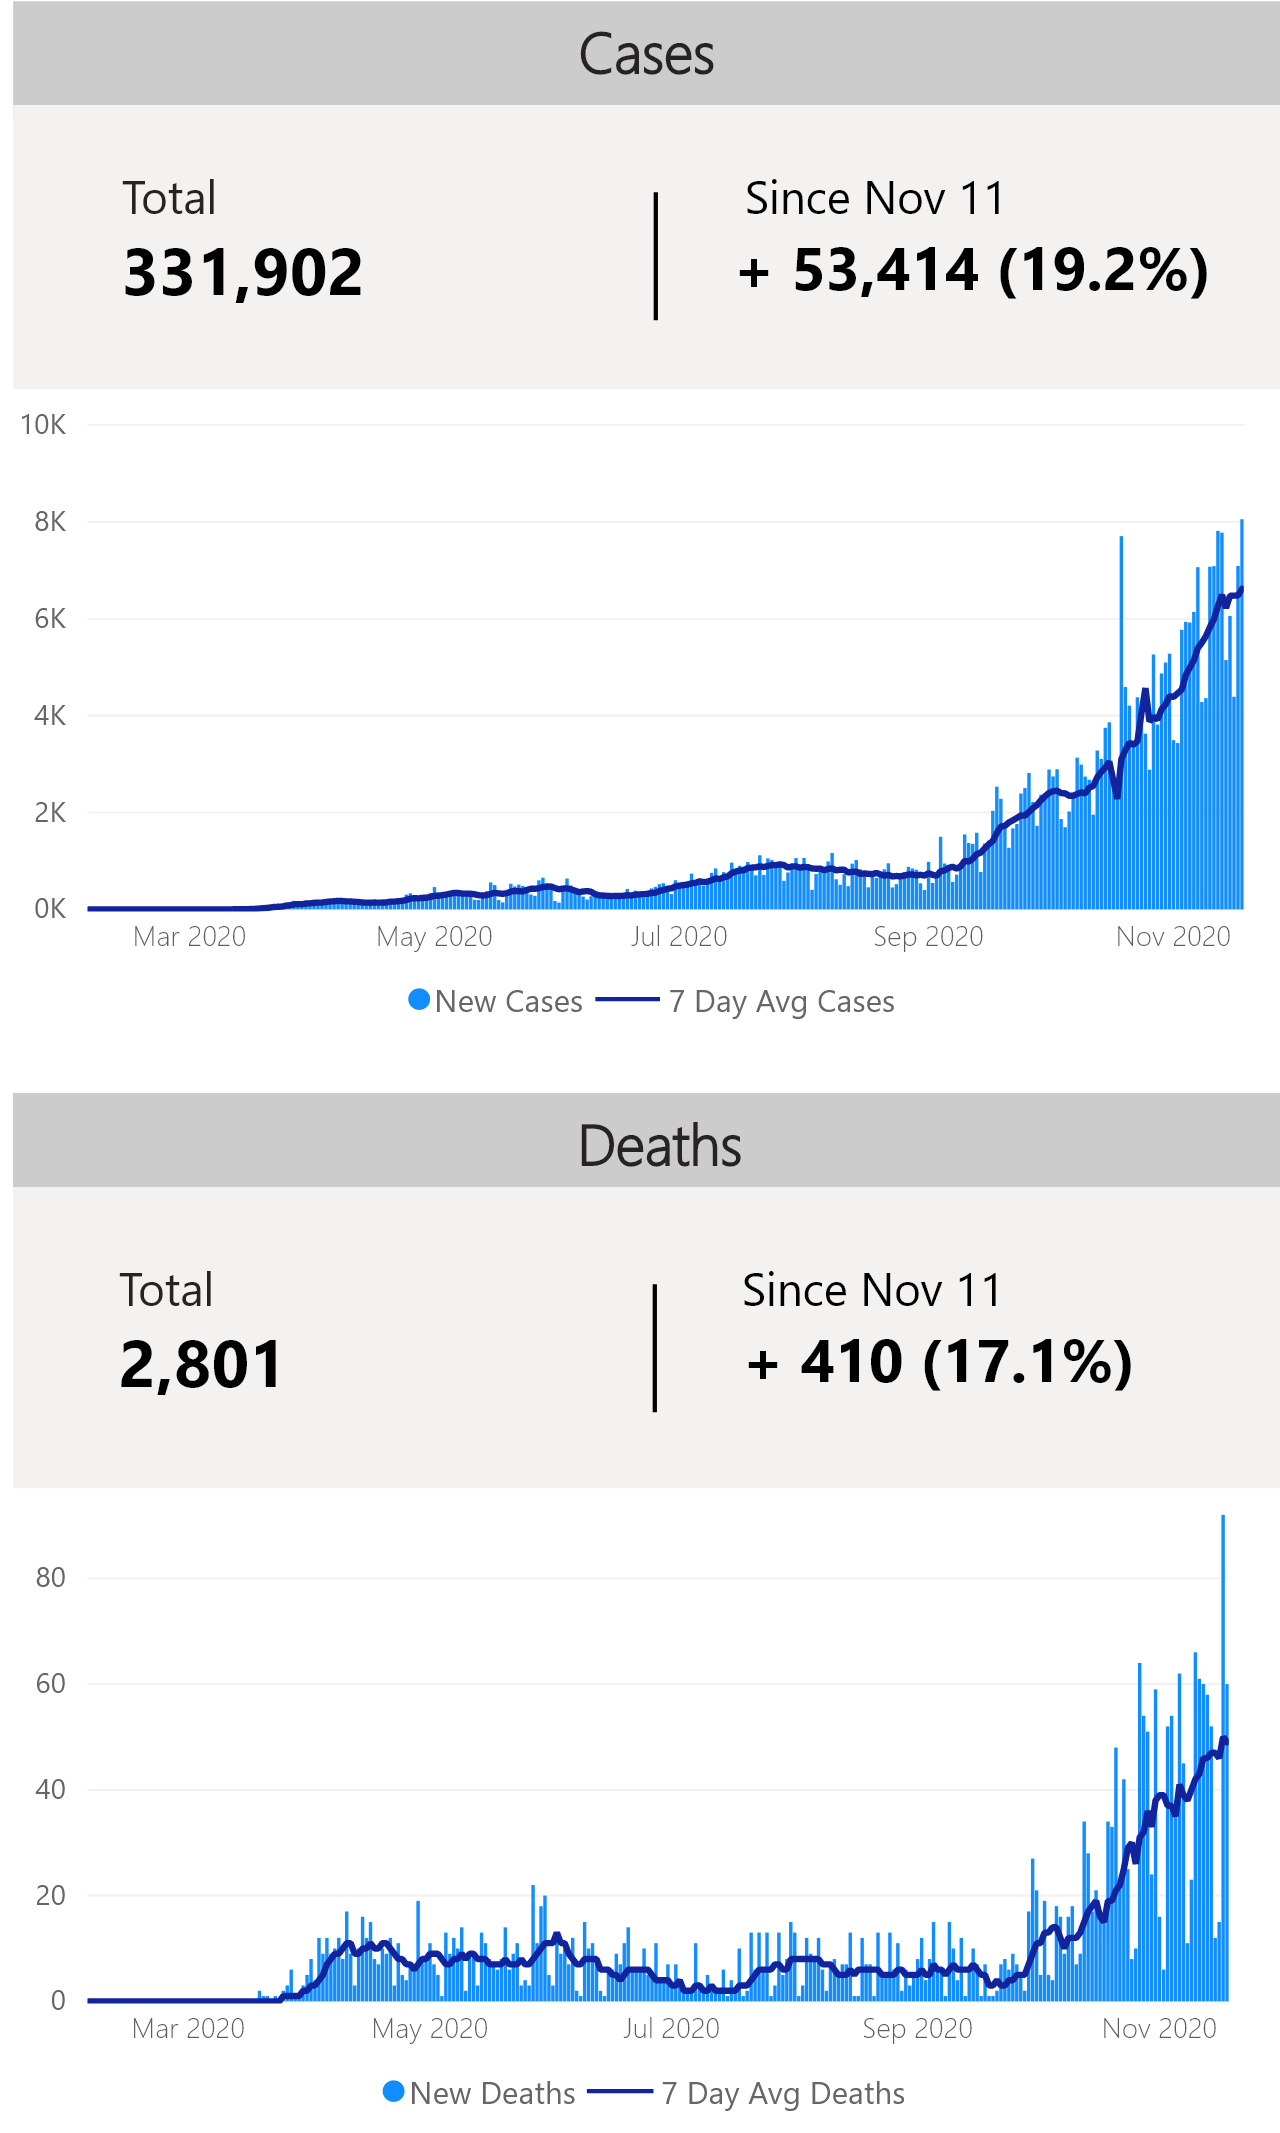 Cases
Total
Since Nov 11
331,902
+ 53,414 (19.2%)
10K
8K
6K
4K
2K
0K
Mar 2020 May 2020 Jul 2020 Sep 2020 Nov 2020
New Cases 7 Day Avg Cases
Deaths
Total
Since Nov 11
2,801
+ 410 (17.1%)
80
60
40
20
0
Mar 2020 May 2020 Jul 2020 Sep 2020 Nov 2020
New Deaths 7 Day Avg Deaths